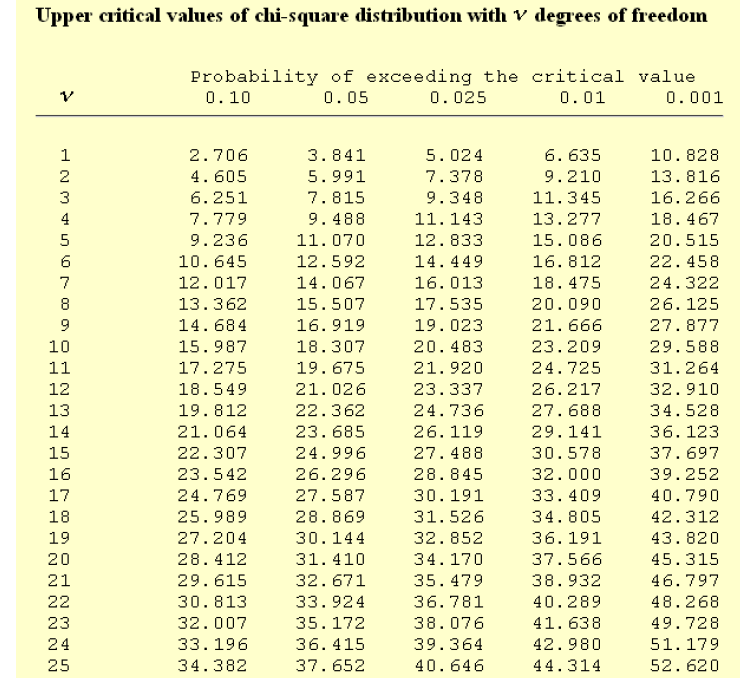 Upper critical values of chi-square distribution with ν degrees of freedom
Probability of exceeding the critical value
ν 0.10 0.05 0.025 0.01 0.001
1 2.706 3.841 5.024 6.635 10.828
2 4.605 5.991 7.378 9.210 13.816
3 6.251 7.815 9.348 11.345 16.266
4 7.779 9.488 11.143 13.277 18.467
5 9.236 11.070 12.833 15.086 20.515
6 10.645 12.592 14.449 16.812 22.458
7 12.017 14.067 16.013 18.475 24.322
8 13.362 15.507 17.535 20.090 26.125
9 14.684 16.919 19.023 21.666 27.877
10 15.987 18.307 20.483 23.209 29.588
11 17.275 19.675 21.920 24.725 31.264
12 18.549 21.026 23.337 26.217 32.910
13 19.812 22.362 24.736 27.688 34.528
14 21.064 23.685 26.119 29.141 36.123
15 22.307 24.996 27.488 30.578 37.697
16 23.542 26.296 28.845 32.000 39.252
17 24.769 27.587 30.191 33.409 40.790
18 25.989 28.869 31.526 34.805 42.312
19 27.204 30.144 32.852 36.191 43.820
20 28.412 31.410 34.170 37.566 45.315
21 29.615 32.671 35.479 38.932 46.797
22 30.813 33.924 36.781 40.289 48.268
23 32.007 35.172 38.076 41.638 49.728
24 33.196 36.415 39.364 42.980 51.179
25 34.382 37.652 40.646 44.314 52.620